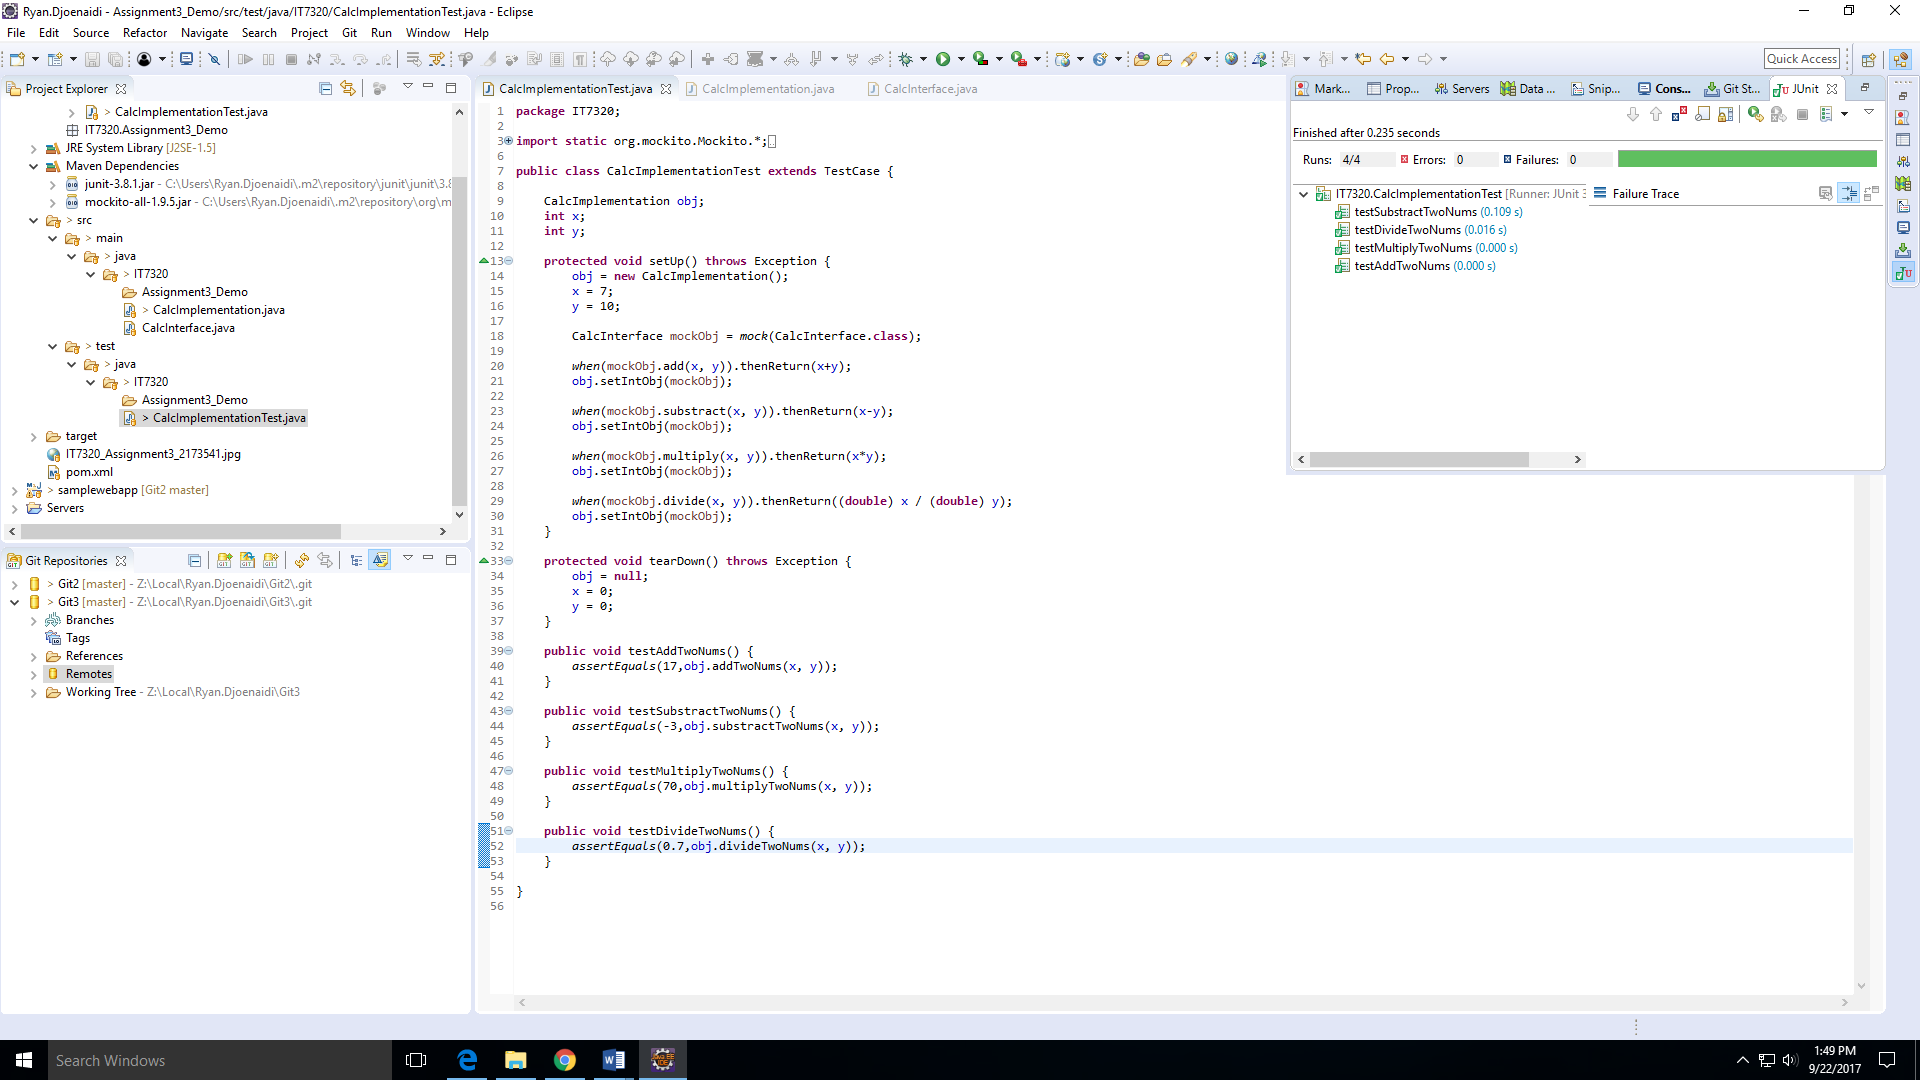 Ryan.Djoenaidi - Assignment3_Demo/src/test/java/IT7320/CalcImplementationTest.java - Eclipse
File Edit Source Refactor Navigate Search Project Git Run Window Help
Quick Access
Project Explorer
> CalcImplementationTest.java
IT7320.Assignment3_Demo
JRE System Library [J2SE-1.5]
Maven Dependencies
junit-3.8.1.jar - C:\Users\Ryan.Djoenaidi\.m2\repository\junit\junit\3.8
mockito-all-1.9.5.jar - C:\Users\Ryan.Djoenaidi\.m2\repository\org\m
> src
> main
> java
> IT7320
Assignment3_Demo
> CalcImplementation.java
CalcInterface.java
> test
> java
> IT7320
Assignment3_Demo
> CalcImplementationTest.java
target
IT7320_Assignment3_2173541.jpg
pom.xml
> samplewebapp [Git2 master]
Servers
Git Repositories
> Git2 [master] - Z:\Local\Ryan.Djoenaidi\Git2\.git
> Git3 [master] - Z:\Local\Ryan.Djoenaidi\Git3\.git
Branches
Tags
References
Remotes
Working Tree - Z:\Local\Ryan.Djoenaidi\Git3
CalcImplementationTest.java CalcImplementation.java CalcInterface.java
1 package IT7320;
2
3 import static org.mockito.Mockito.*;
6
7 public class CalcImplementationTest extends TestCase {
8
9 CalcImplementation obj;
10 int x;
11 int y;
12
13 protected void setUp() throws Exception {
14 obj = new CalcImplementation();
15 x = 7;
16 y = 10;
17
18 CalcInterface mockObj = mock(CalcInterface.class);
19
20 when(mockObj.add(x, y)).thenReturn(x+y);
21 obj.setIntObj(mockObj);
22
23 when(mockObj.substract(x, y)).thenReturn(x-y);
24 obj.setIntObj(mockObj);
25
26 when(mockObj.multiply(x, y)).thenReturn(x*y);
27 obj.setIntObj(mockObj);
28
29 when(mockObj.divide(x, y)).thenReturn((double) x / (double) y);
30 obj.setIntObj(mockObj);
31 }
32
33 protected void tearDown() throws Exception {
34 obj = null;
35 x = 0;
36 y = 0;
37 }
38
39 public void testAddTwoNums() {
40 assertEquals(17,obj.addTwoNums(x, y));
41 }
42
43 public void testSubstractTwoNums() {
44 assertEquals(-3,obj.substractTwoNums(x, y));
45 }
46
47 public void testMultiplyTwoNums() {
48 assertEquals(70,obj.multiplyTwoNums(x, y));
49 }
50
51 public void testDivideTwoNums() {
52 assertEquals(0.7,obj.divideTwoNums(x, y));
53 }
54
55 }
56
Mark... Prop... Servers Data ... Snip... Cons... Git St... JUnit
Finished after 0.235 seconds
Runs: 4/4 Errors: 0 Failures: 0
IT7320.CalcImplementationTest [Runner: JUnit 3
Failure Trace
testSubstractTwoNums (0.109 s)
testDivideTwoNums (0.016 s)
testMultiplyTwoNums (0.000 s)
testAddTwoNums (0.000 s)
Search Windows
1:49 PM
9/22/2017